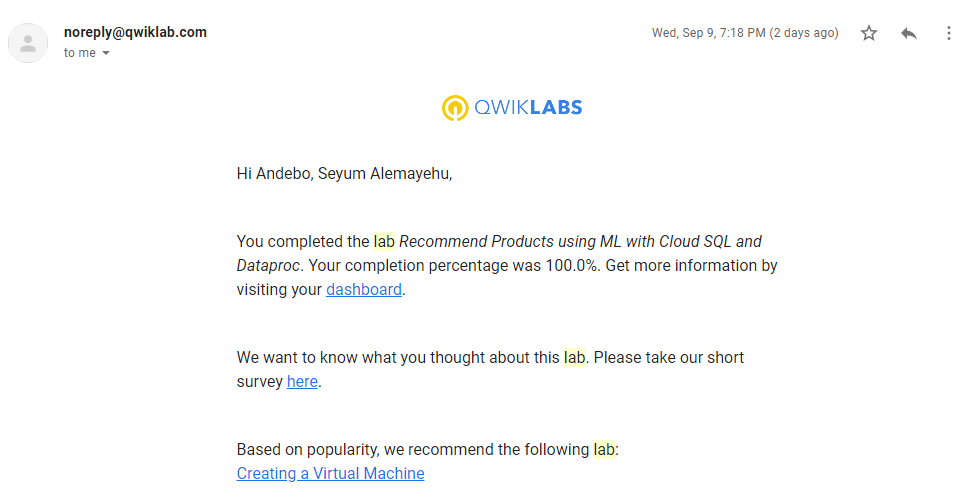 noreply@qwiklab.com
Wed, Sep 9, 7:18 PM (2 days ago)
to me
QWIKLABS
Hi Andebo, Seyum Alemayehu,
You completed the lab Recommend Products using ML with Cloud SQL and
Dataproc. Your completion percentage was 100.0%. Get more information by
visiting your dashboard.
We want to know what you thought about this lab. Please take our short
survey here.
Based on popularity, we recommend the following lab:
Creating a Virtual Machine